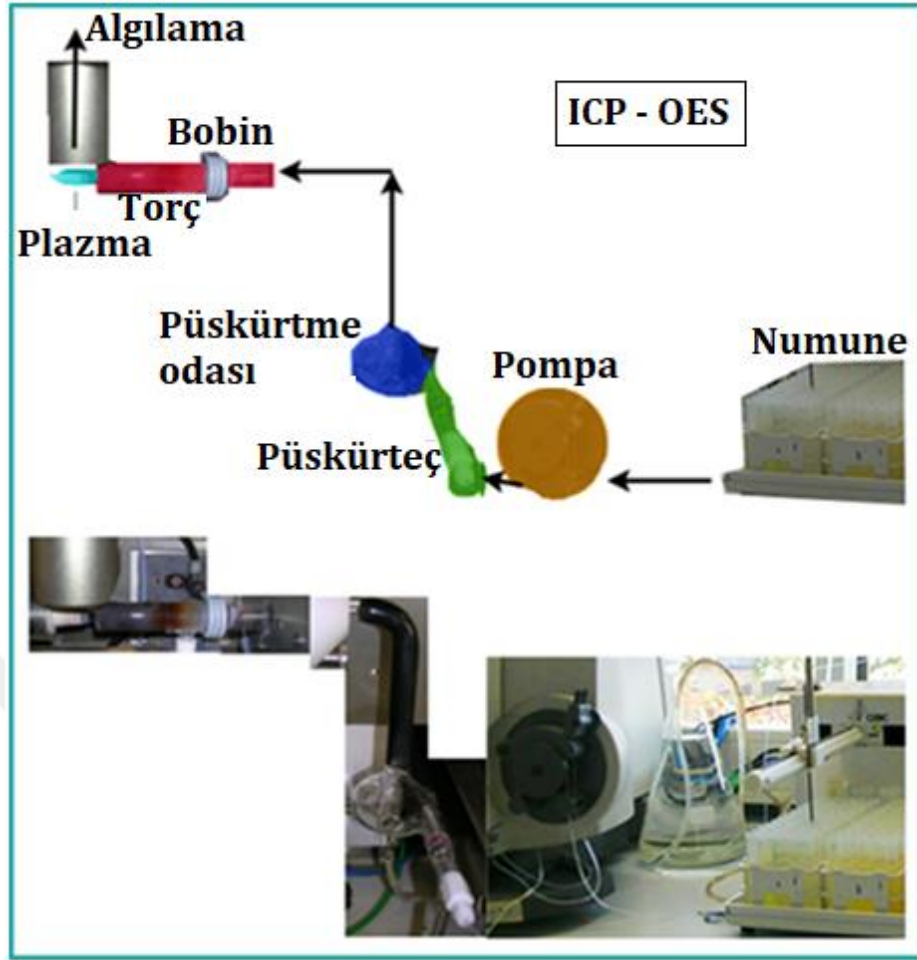 Algılama
ICP - OES
Bobin
Torç
Plazma
Püskürtme
odası
Pompa
Numune
Püskürteç